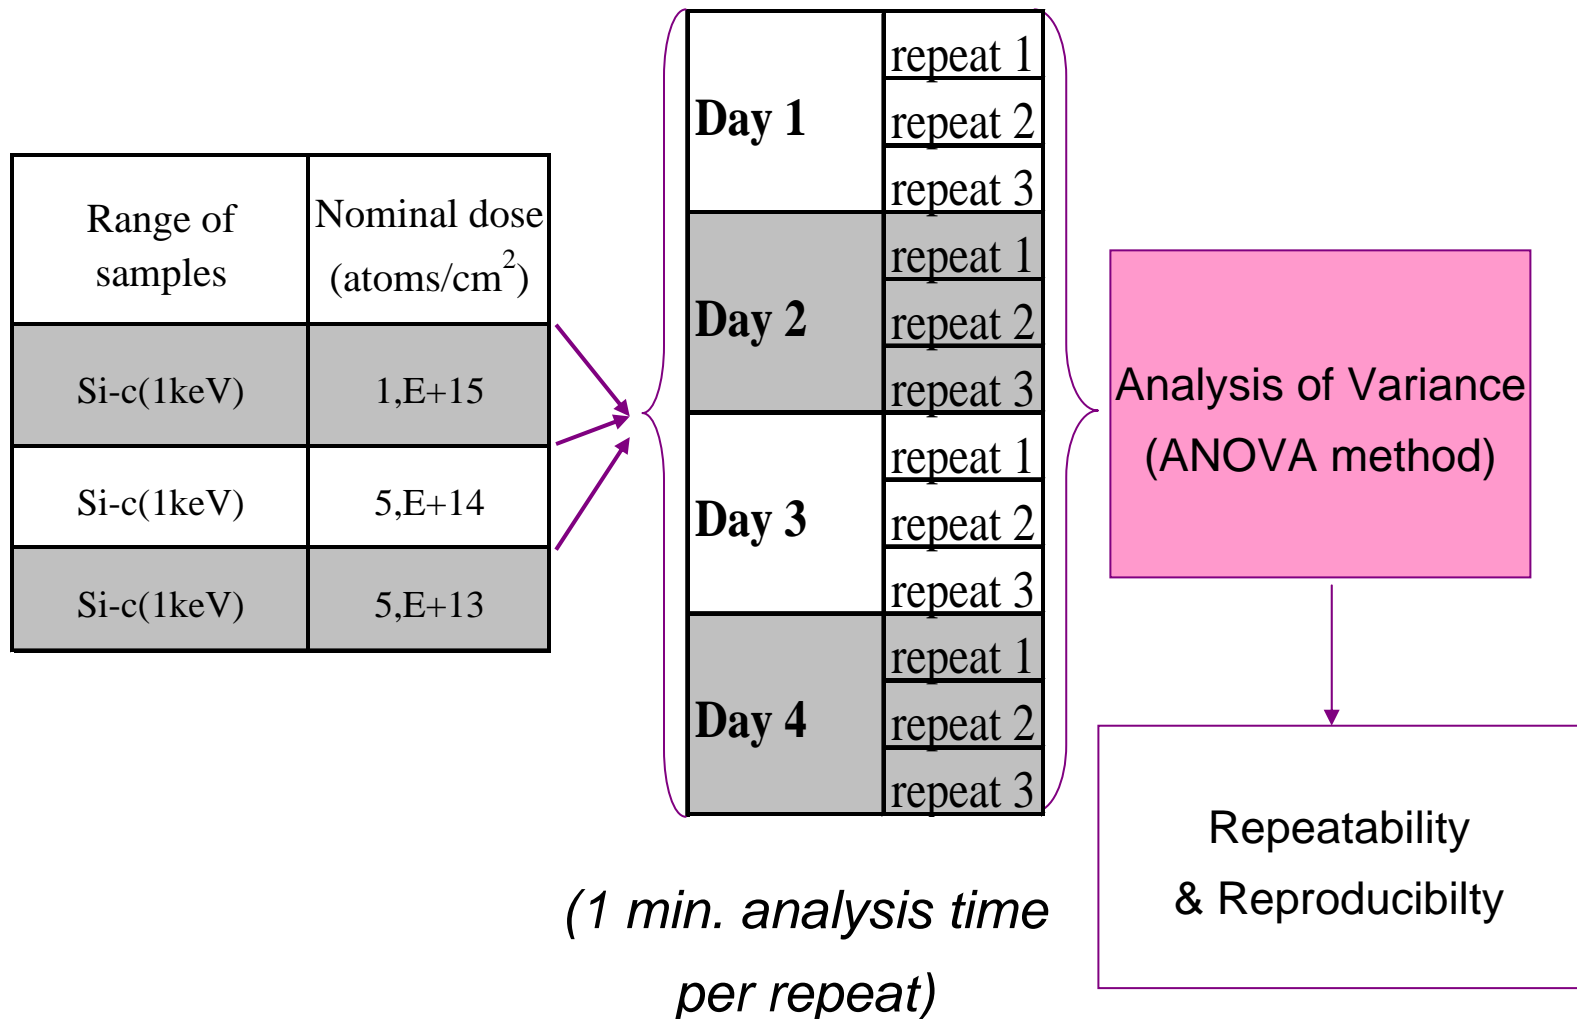 Range of
samples
Nominal dose
(atoms/cm²)
Si-c(1keV)
1,E+15
Si-c(1keV)
5,E+14
Si-c(1keV)
5,E+13
Day 1
repeat 1
repeat 2
repeat 3
Day 2
repeat 1
repeat 2
repeat 3
Day 3
repeat 1
repeat 2
repeat 3
Day 4
repeat 1
repeat 2
repeat 3
(1 min. analysis time
per repeat)
Analysis of Variance
(ANOVA method)
Repeatability
& Reproducibilty